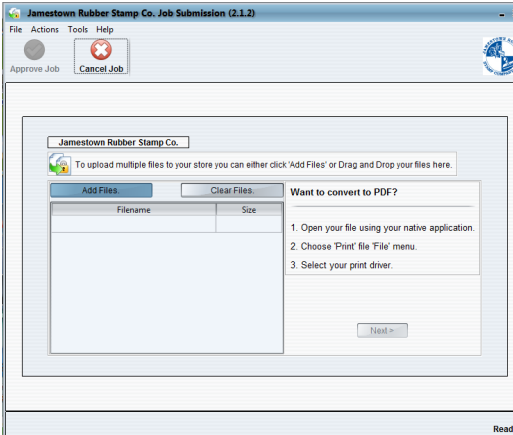 Jamestown Rubber Stamp Co. Job Submission (2.1.2)
File Actions Tools Help
Approve Job Cancel Job
Jamestown Rubber Stamp Co.
To upload multiple files to your store you can either click 'Add Files' or Drag and Drop your files here.
Add Files. Clear Files.
Filename Size
Want to convert to PDF?
1. Open your file using your native application.
2. Choose 'Print' file 'File' menu.
3. Select your print driver.
Next >
Read